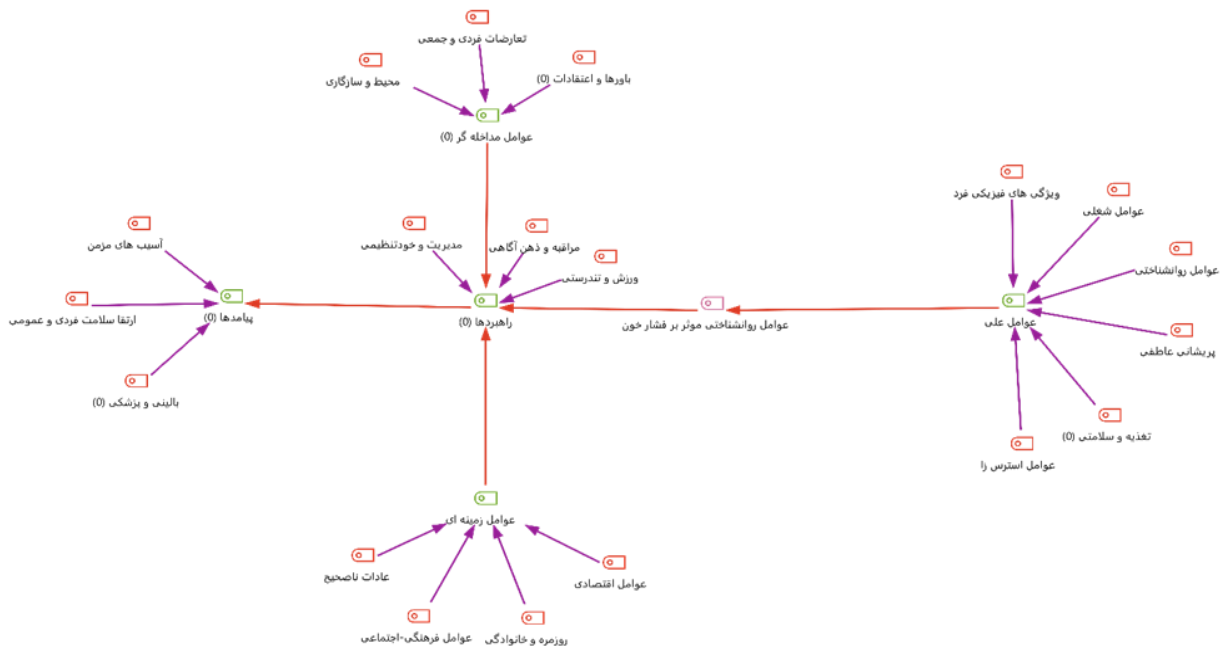 تعارضات فردی و جمعی
باورها و اعتقادات (0)
محیط و سازگاری
عوامل مداخله گر (0)
ویژگی های فیزیکی فرد
عوامل شغلی
عوامل روانشناختی
پریشانی عاطفی
تغذیه و سلامتی (0)
عوامل استرس زا
عوامل علی
عوامل روانشناختی موثر بر فشار خون
مراقبه و ذهن آگاهی
مدیریت و خودتنظیمی
ورزش و تندرستی
راهبردها (0)
آسیب های مزمن
ارتقا سلامت فردی و عمومی
بالینی و پزشکی (0)
پیامدها (0)
عوامل زمینه ای
عوامل اقتصادی
روزمره و خانوادگی
عوامل فرهنگی-اجتماعی
عادات ناصحیح